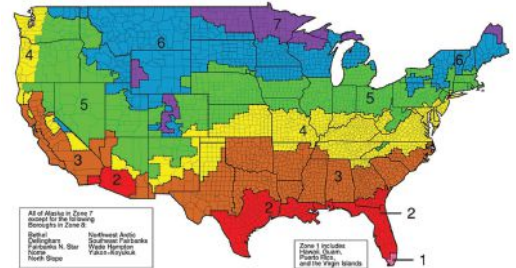 7
6
6
4
5
5
4
3
3
2
2
2
1
All of Alaska in Zone 7
except for the following
Boroughs in Zone 8:
Bethel Northwest Arctic
Dellingham Southeast Fairbanks
Fairbanks N. Star Wade Hampton
Nome Yukon-Koyukuk
North Slope
Zone 1 includes
Hawaii, Guam,
Puerto Rico,
and the Virgin Islands